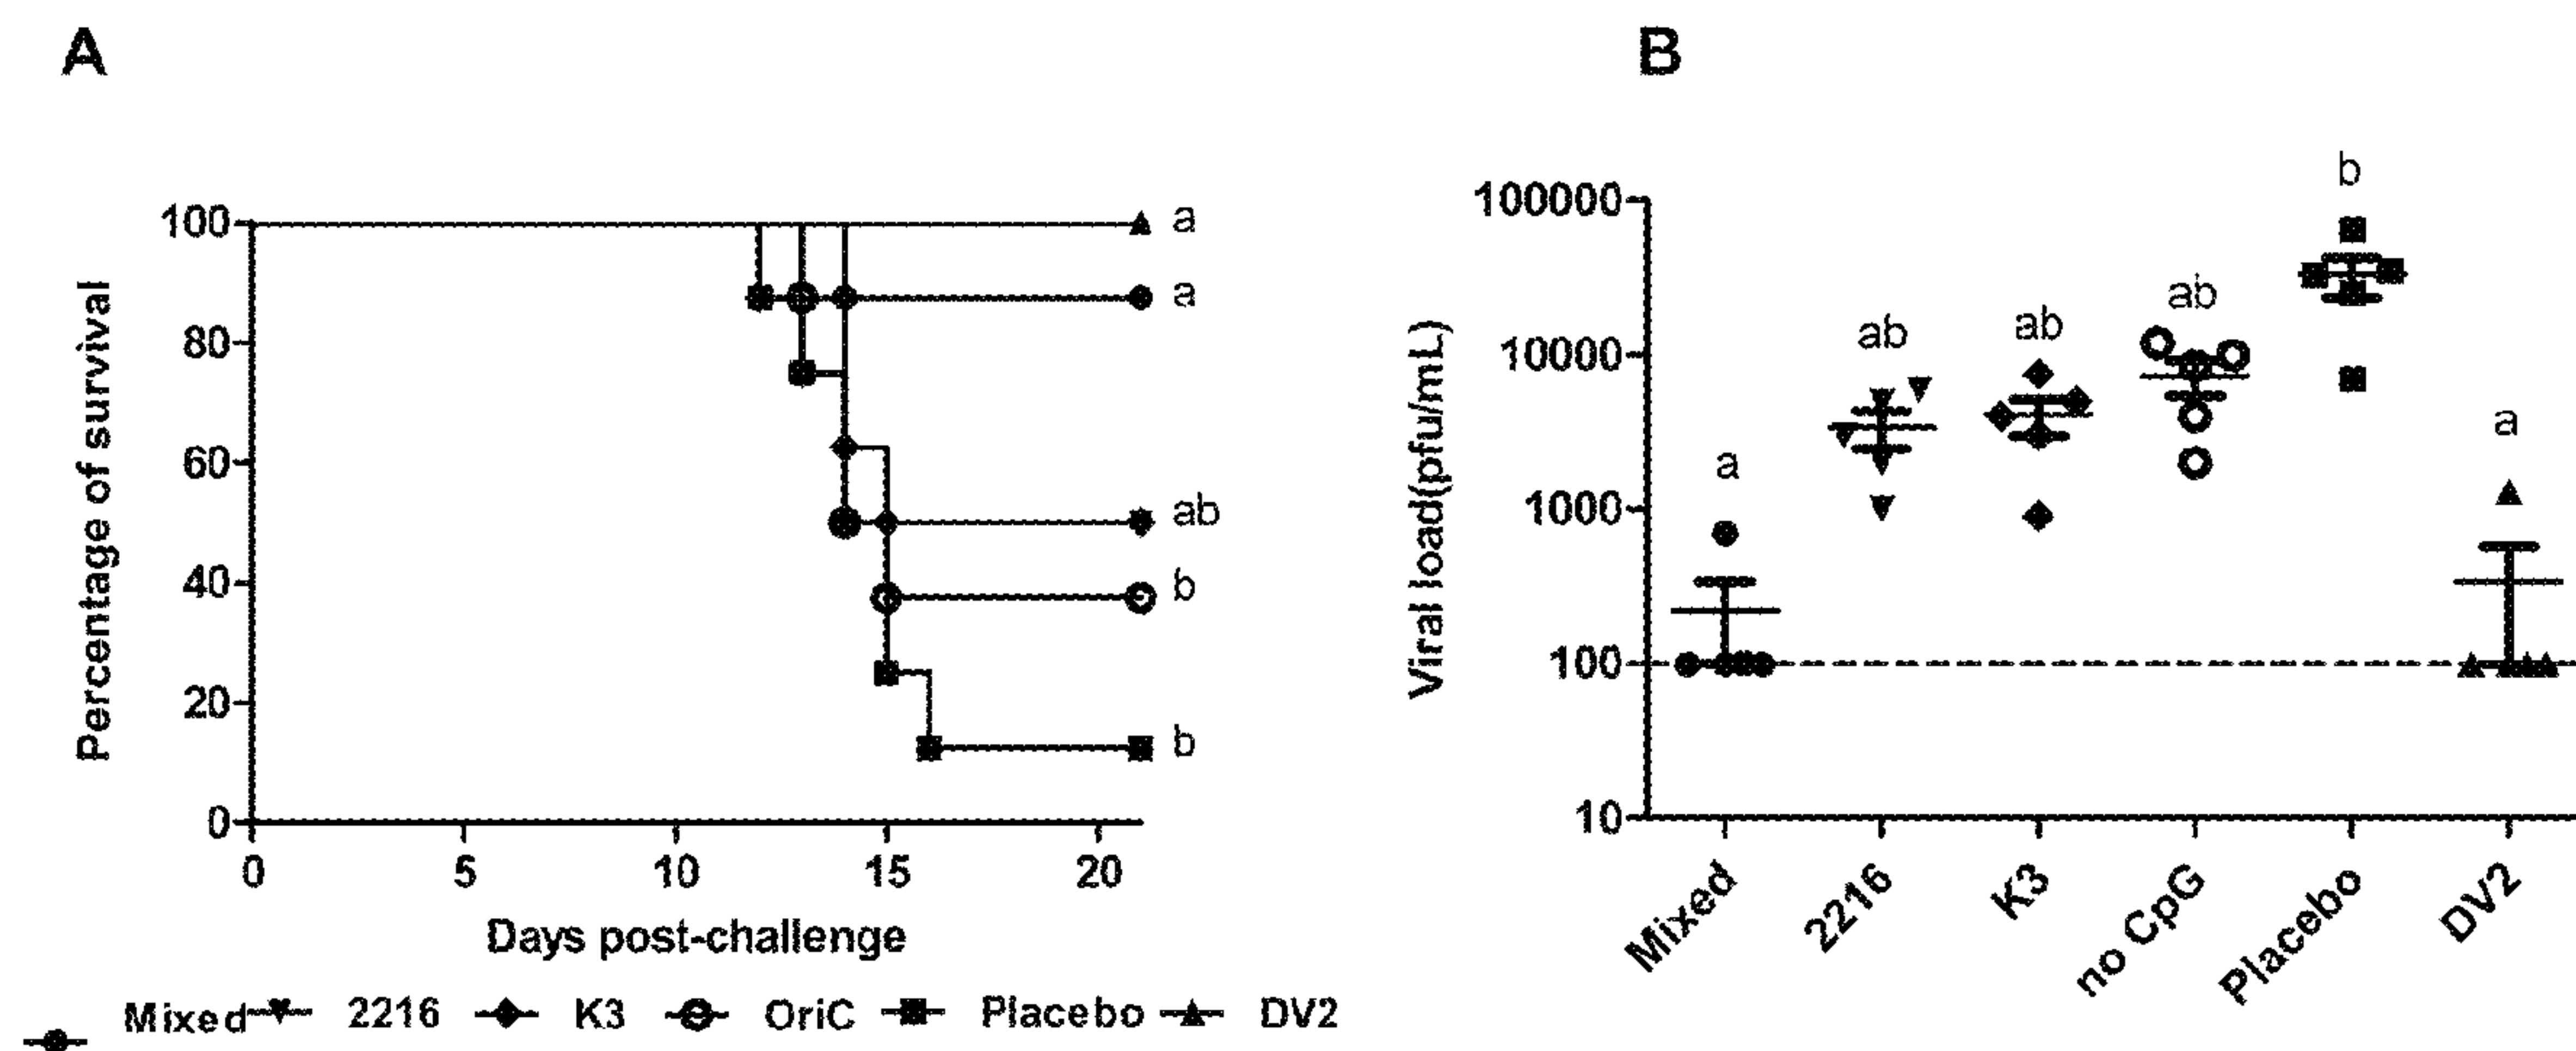 A
Percentage of survival
100
80
60
40
20
0
a
a
ab
b
b
0 5 10 15 20
Days post-challenge
Mixed 2216 K3 OriC Placebo DV2
B
Viral load(pfu/mL)
100000
10000
1000
100
10
a ab ab ab b a
Mixed 2216 K3 no CpG Placebo DV2